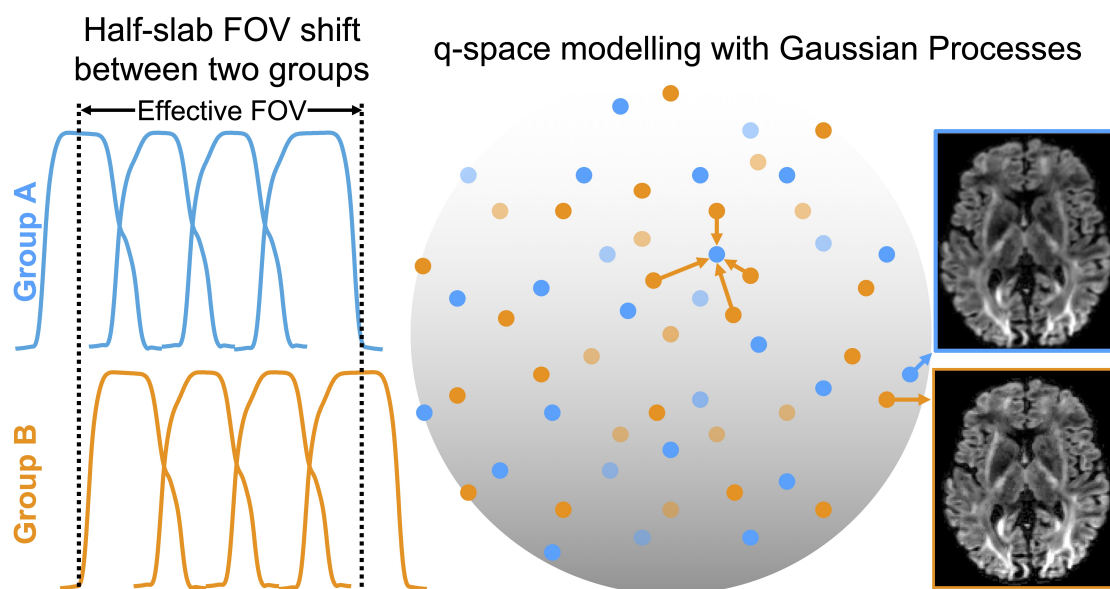 Half-slab FOV shift
between two groups
Effective FOV
Group A
Group B
q-space modelling with Gaussian Processes